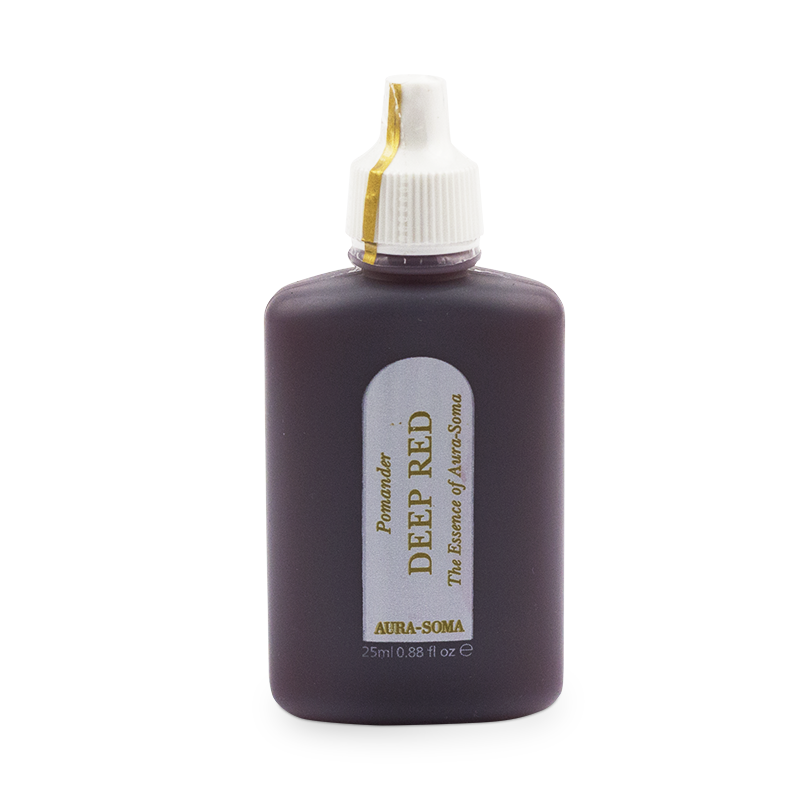 Pomander
DEEP RED
The Essence of Aura-Soma
AURA-SOMA
25ml 0.88 fl oz ℮